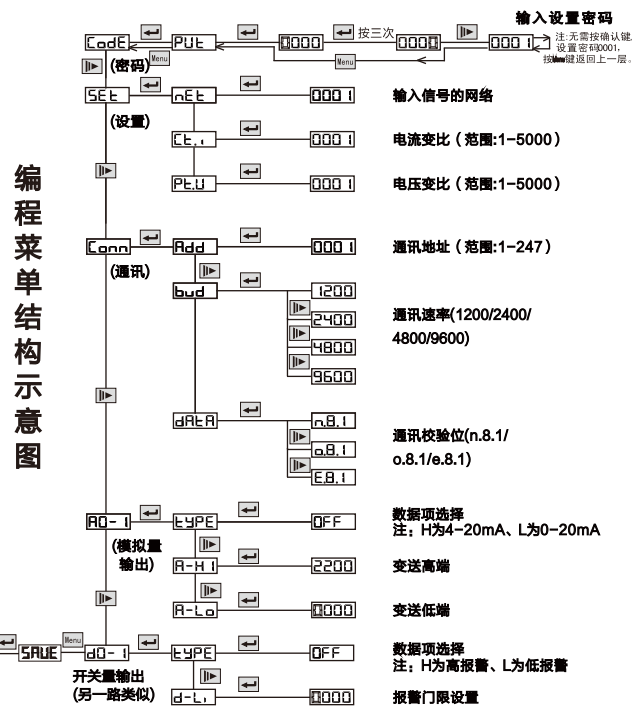 输入设置密码
CodE
PUt
0000
按三次
0000
0001
注:无需按确认键,
设置密码0001,
按Menu键返回上一层。
(密码)
Menu
Menu
SEt
nEt
0001
输入信号的网络
(设置)
Ct.i
0001
电流变比（范围:1-5000）
Pt.U
0001
电压变比（范围:1-5000）
编程菜单结构示意图
Conn
Add
0001
通讯地址（范围:1-247）
(通讯)
bud
1200
2400
4800
9600
通讯速率(1200/2400/
4800/9600)
dAtA
n.8.1
o.8.1
E.8.1
通讯校验位(n.8.1/
o.8.1/e.8.1)
AO-1
tYPE
OFF
数据项选择
注：H为4-20mA、L为0-20mA
(模拟量
输出)
A-HI
2200
变送高端
A-Lo
0000
变送低端
SAUE
Menu
dO-1
tYPE
OFF
数据项选择
注：H为高报警、L为低报警
开关量输出
(另一路类似)
d-Li
0000
报警门限设置